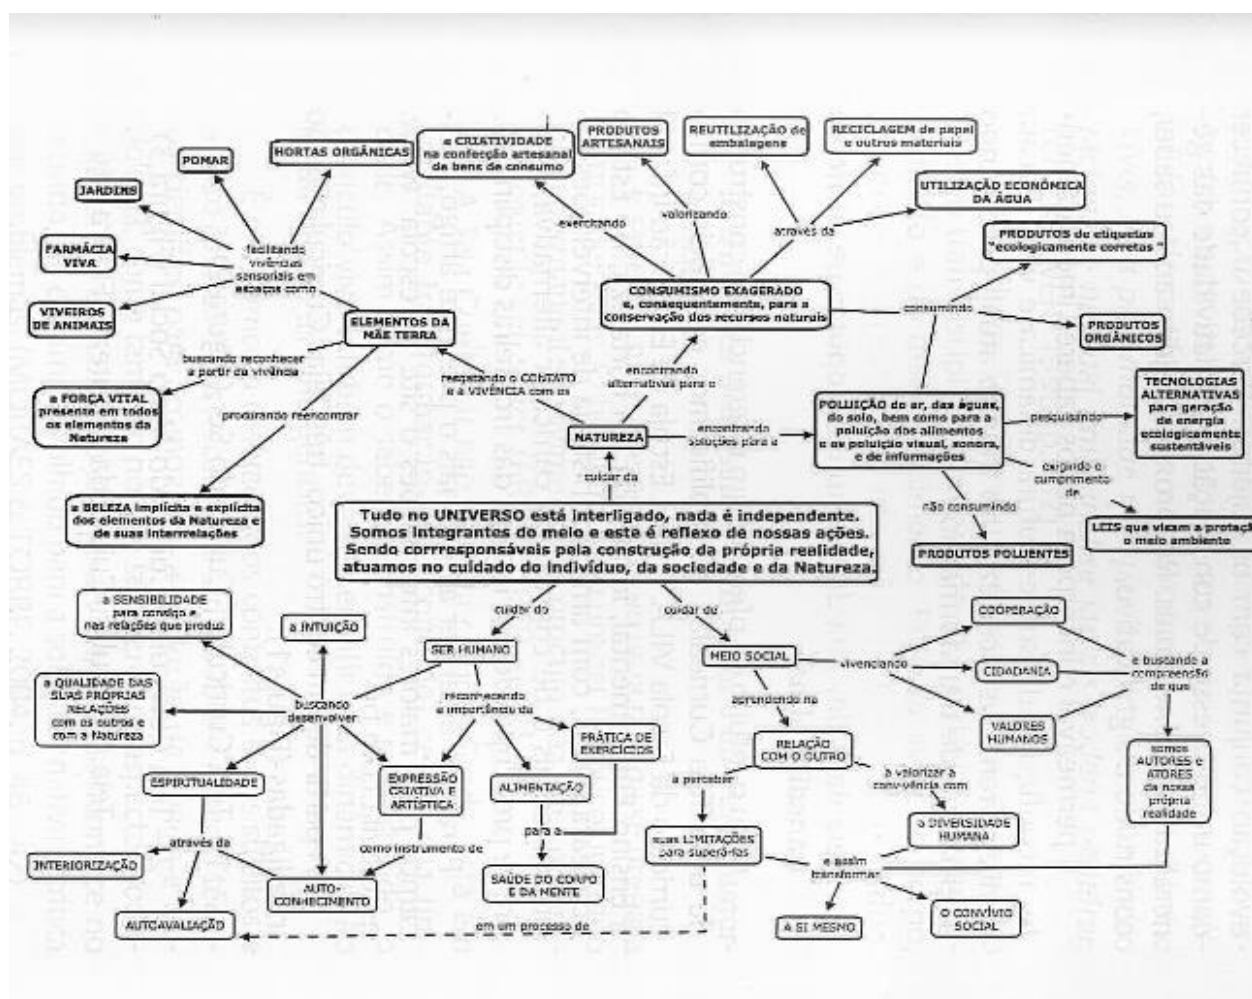 a CRIATIVIDADE
na confecção artesanal
de bens de consumo
PRODUTOS
ARTESANAIS
REUTILIZAÇÃO de
embalagens
RECICLAGEM de papel
e outros materiais
HORTAS ORGÂNICAS
POMAR
JARDINS
UTILIZAÇÃO ECONÔMICA
DA ÁGUA
exercitando
valorizando
através da
PRODUTOS de etiquetas
"ecologicamente corretas"
FARMÁCIA
VIVA
facilitando
vivências
sensoriais em
espaços como
CONSUMISMO EXAGERADO
e, consequentemente, para a
conservação dos recursos naturais
consumindo
VIVEIROS
DE ANIMAIS
ELEMENTOS DA
MÃE TERRA
PRODUTOS
ORGÂNICOS
buscando reconhecer
a partir da vivência
resgatando o CONTATO
e a VIVÊNCIA com os
encontrando
alternativas para o
a FORÇA VITAL
presente em todos
os elementos da
Natureza
procurando reencontrar
NATUREZA
encontrando
soluções para a
POLUIÇÃO do ar, das águas,
do solo, bem como para a
poluição dos alimentos
e os poluição visual, sonora,
e de informações
pesquisando
TECNOLOGIAS
ALTERNATIVAS
para geração
de energia
ecologicamente
sustentáveis
exigindo o
cumprimento
de
cuidar da
a BELEZA implícita e explícita
dos elementos da Natureza e
de suas interrrelações
não consumindo
LEIS que visam a proteção
o meio ambiente
PRODUTOS POLUENTES
Tudo no UNIVERSO está interligado, nada é independente.
Somos integrantes do meio e este é reflexo de nossas ações.
Sendo corrresponsáveis pela construção da própria realidade,
atuamos no cuidado do indivíduo, da sociedade e da Natureza.
a SENSIBILIDADE
para consigo e
nas relações que produz
a INTUIÇÃO
cuidar do
cuidar do
SER HUMANO
MEIO SOCIAL
vivenciando
COOPERAÇÃO
CIDADANIA
VALORES
HUMANOS
e buscando a
compreensão
de que
a QUALIDADE DAS
SUAS PRÓPRIAS
RELAÇÕES
com os outros e
com a Natureza
buscando
desenvolver
reconhecendo
a importância da
aprendendo na
PRÁTICA DE
EXERCÍCIOS
RELAÇÃO
COM O OUTRO
somos
AUTORES e
ATORES
da nossa
própria
realidade
ESPIRITUALIDADE
EXPRESSÃO
CRIATIVA E
ARTÍSTICA
ALIMENTAÇÃO
a perceber
a valorizar a
convivência com
através da
como instrumento de
para a
suas LIMITAÇÕES
para superá-las
a DIVERSIDADE
HUMANA
INTERIORIZAÇÃO
AUTO-
CONHECIMENTO
SAÚDE DO CORPO
E DA MENTE
e assim
transformar
AUTOAVALIAÇÃO
em um processo de
A SI MESMO
O CONVÍVIO
SOCIAL